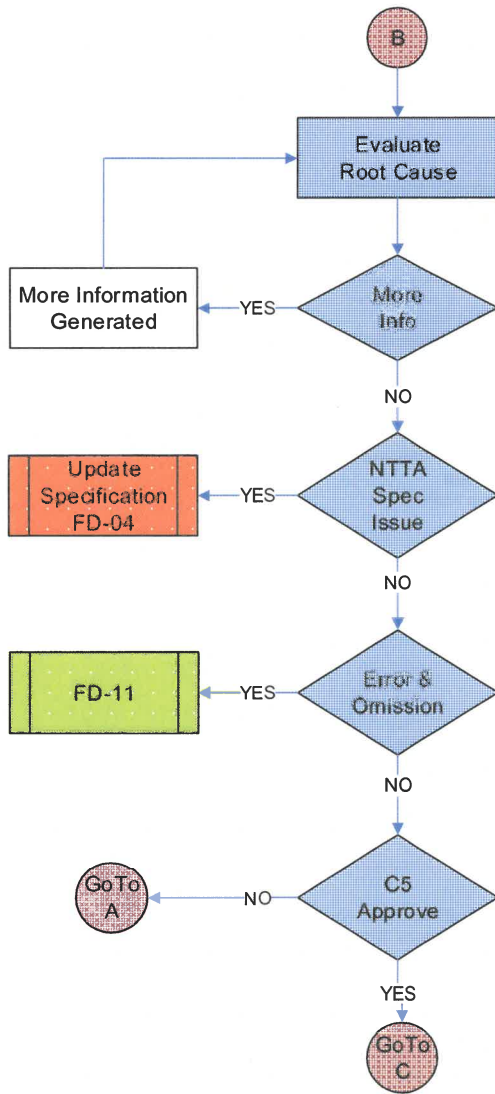 B
Evaluate
Root Cause
More Information
Generated
YES
More
Info
NO
Update
Specification
FD-04
YES
NTTA
Spec
Issue
NO
FD-11
YES
Error &
Omission
NO
GoTo
A
NO
C5
Approve
YES
GoTo
C